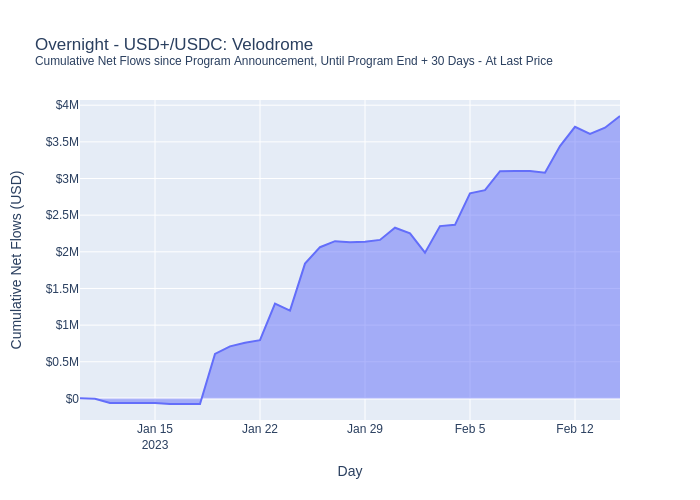 Overnight - USD+/USDC: Velodrome
Cumulative Net Flows since Program Announcement, Until Program End + 30 Days - At Last Price
Cumulative Net Flows (USD)
$4M
$3.5M
$3M
$2.5M
$2M
$1.5M
$1M
$0.5M
$0
Jan 15 Jan 22 Jan 29 Feb 5 Feb 12
2023
Day